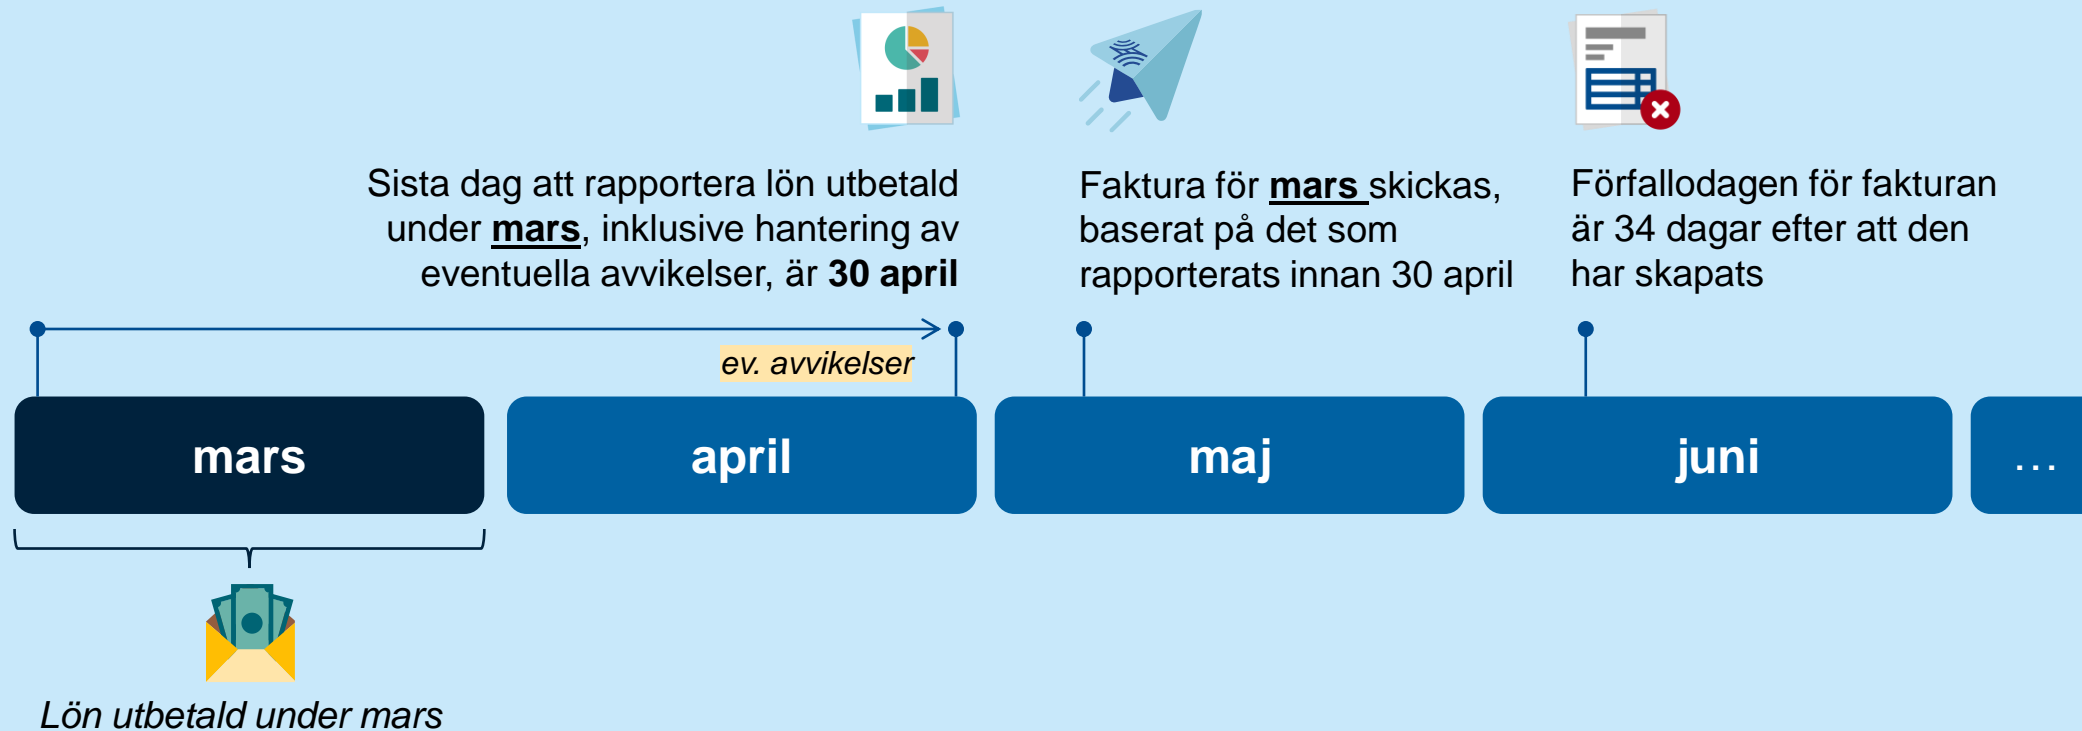 Sista dag att rapportera lön utbetald
under mars, inklusive hantering av
eventuella avvikelser, är 30 april
Faktura för mars skickas,
baserat på det som
rapporterats innan 30 april
Förfallodagen för fakturan
är 34 dagar efter att den
har skapats
ev. avvikelser
mars
april
maj
juni
...
Lön utbetald under mars